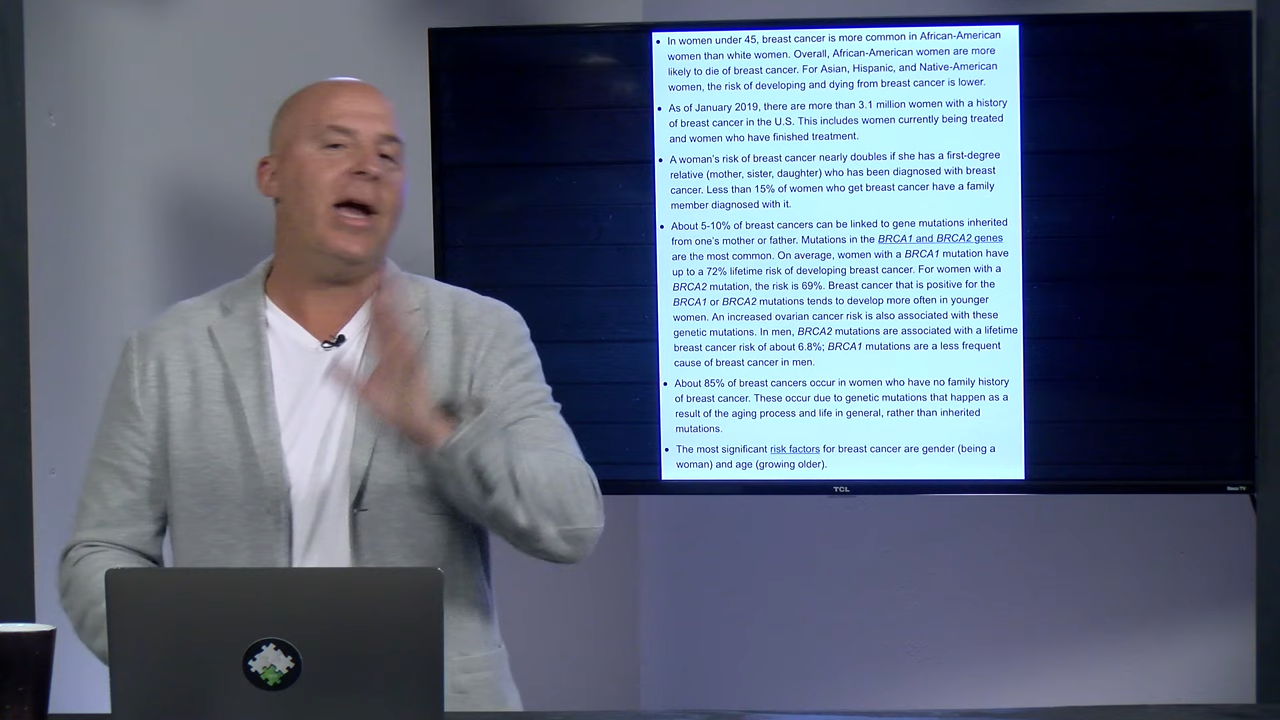 • In women under 45, breast cancer is more common in African-American
women than white women. Overall, African-American women are more
likely to die of breast cancer. For Asian, Hispanic, and Native-American
women, the risk of developing and dying from breast cancer is lower.
• As of January 2019, there are more than 3.1 million women with a history
of breast cancer in the U.S. This includes women currently being treated
and women who have finished treatment.
• A woman's risk of breast cancer nearly doubles if she has a first-degree
relative (mother, sister, daughter) who has been diagnosed with breast
cancer. Less than 15% of women who get breast cancer have a family
member diagnosed with it.
• About 5-10% of breast cancers can be linked to gene mutations inherited
from one's mother or father. Mutations in the BRCA1 and BRCA2 genes
are the most common. On average, women with a BRCA1 mutation have
up to a 72% lifetime risk of developing breast cancer. For women with a
BRCA2 mutation, the risk is 69%. Breast cancer that is positive for the
BRCA1 or BRCA2 mutations tends to develop more often in younger
women. An increased ovarian cancer risk is also associated with these
genetic mutations. In men, BRCA2 mutations are associated with a lifetime
breast cancer risk of about 6.8%; BRCA1 mutations are a less frequent
cause of breast cancer in men.
• About 85% of breast cancers occur in women who have no family history
of breast cancer. These occur due to genetic mutations that happen as a
result of the aging process and life in general, rather than inherited
mutations.
• The most significant risk factors for breast cancer are gender (being a
woman) and age (growing older).
TCL
Roku TV